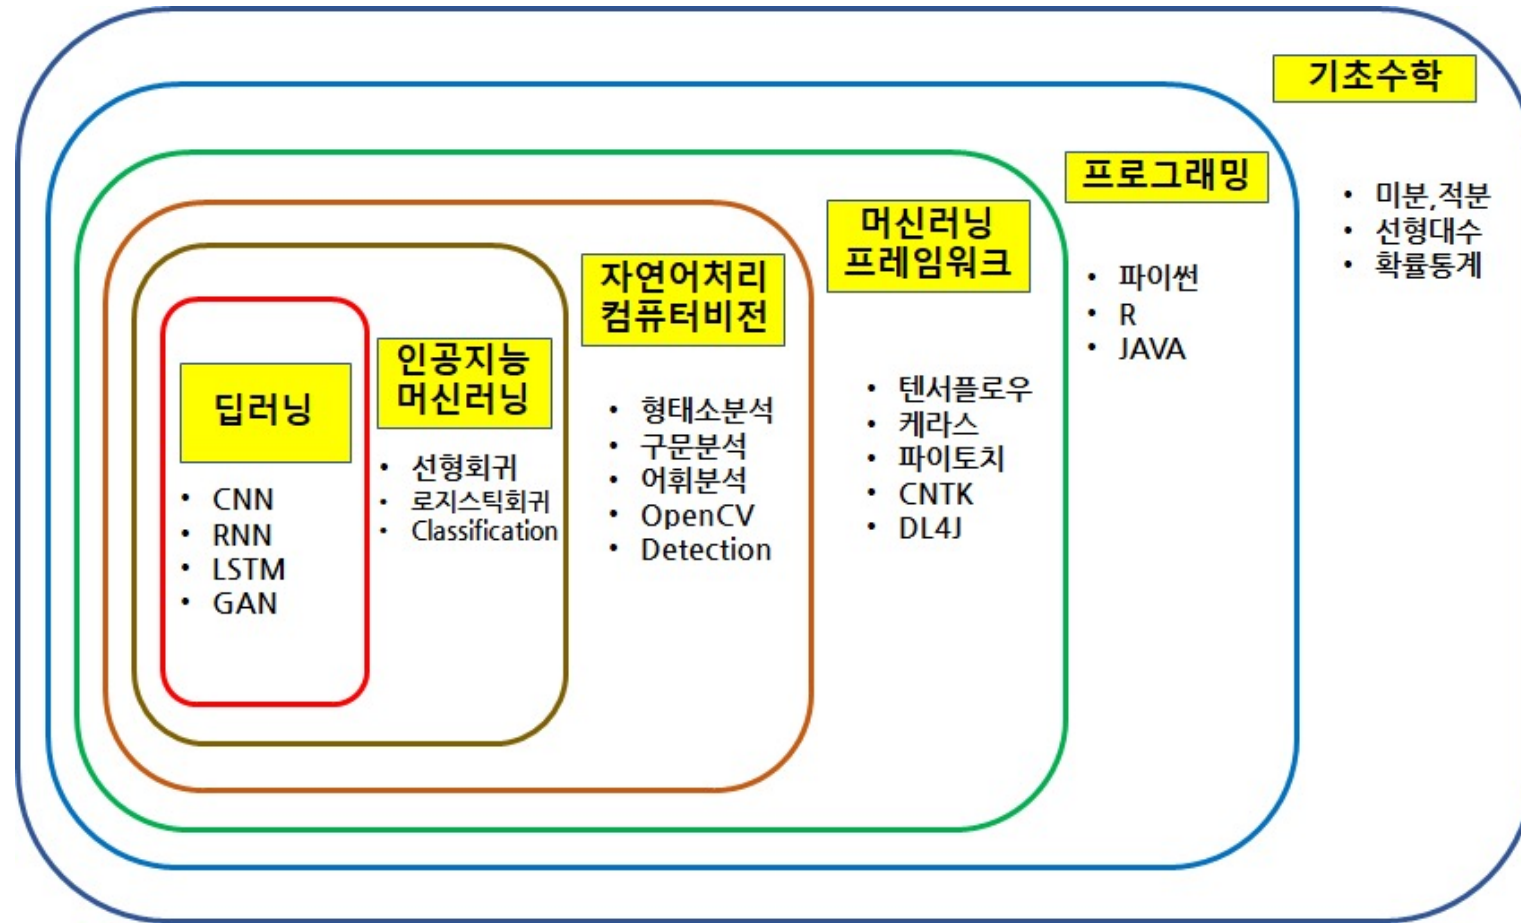 기초수학
• 미분,적분
• 선형대수
• 확률통계
프로그래밍
• 파이썬
• R
• JAVA
머신러닝
프레임워크
• 텐서플로우
• 케라스
• 파이토치
• CNTK
• DL4J
자연어처리
컴퓨터비전
• 형태소분석
• 구문분석
• 어휘분석
• OpenCV
• Detection
인공지능
머신러닝
• 선형회귀
• 로지스틱회귀
• Classification
딥러닝
• CNN
• RNN
• LSTM
• GAN